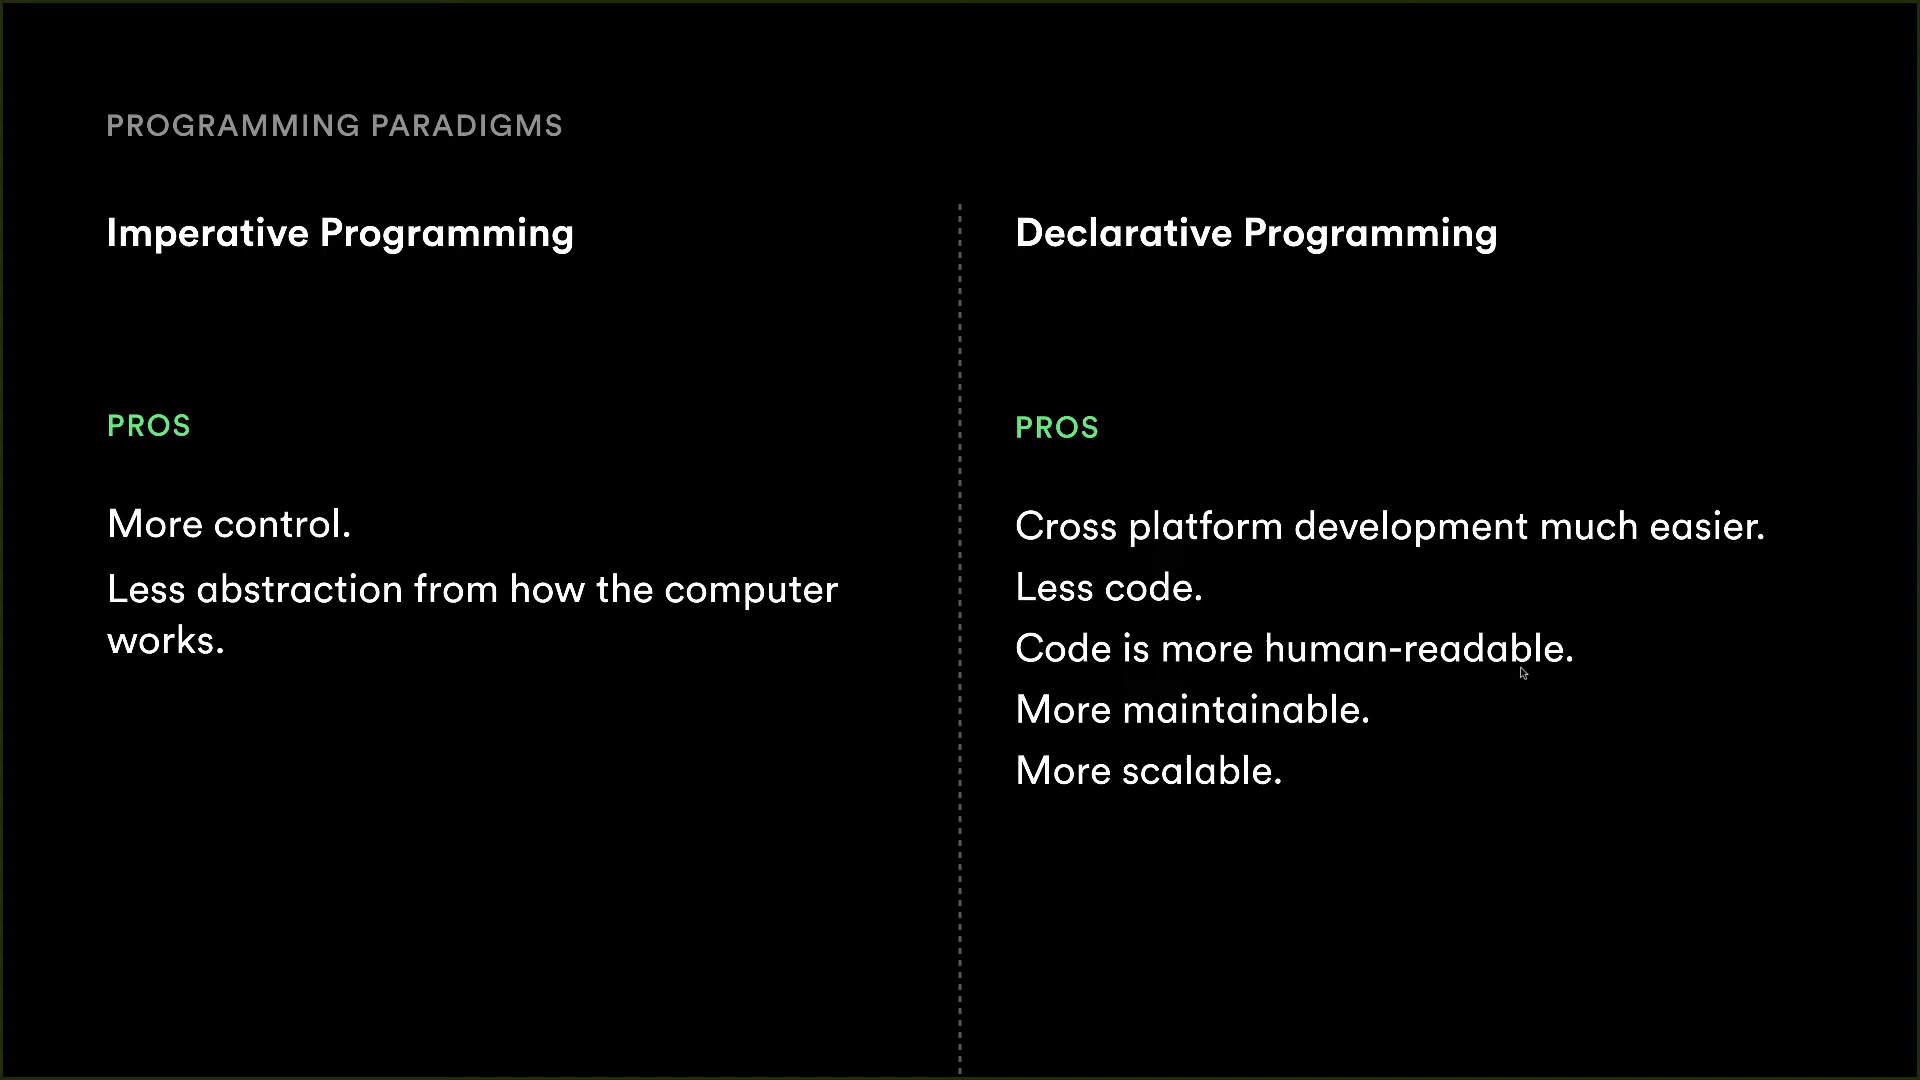 PROGRAMMING PARADIGMS
Imperative Programming
PROS
More control.
Less abstraction from how the computer
works.
Declarative Programming
PROS
Cross platform development much easier.
Less code.
Code is more human-readable.
More maintainable.
More scalable.